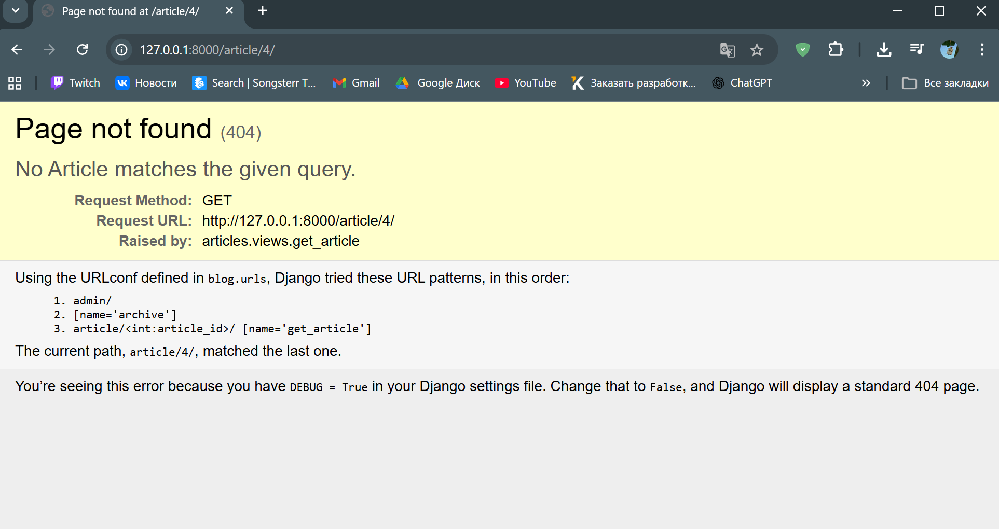 Page not found at /article/4/
127.0.0.1:8000/article/4/
Twitch Новости Search | Songsterr T... Gmail Google Диск YouTube Заказать разработк... ChatGPT » Все закладки
Page not found (404)
No Article matches the given query.
Request Method: GET
Request URL: http://127.0.0.1:8000/article/4/
Raised by: articles.views.get_article
Using the URLconf defined in blog.urls, Django tried these URL patterns, in this order:
1. admin/
2. [name='archive']
3. article/<int:article_id>/ [name='get_article']
The current path, article/4/, matched the last one.
You’re seeing this error because you have DEBUG = True in your Django settings file. Change that to False, and Django will display a standard 404 page.